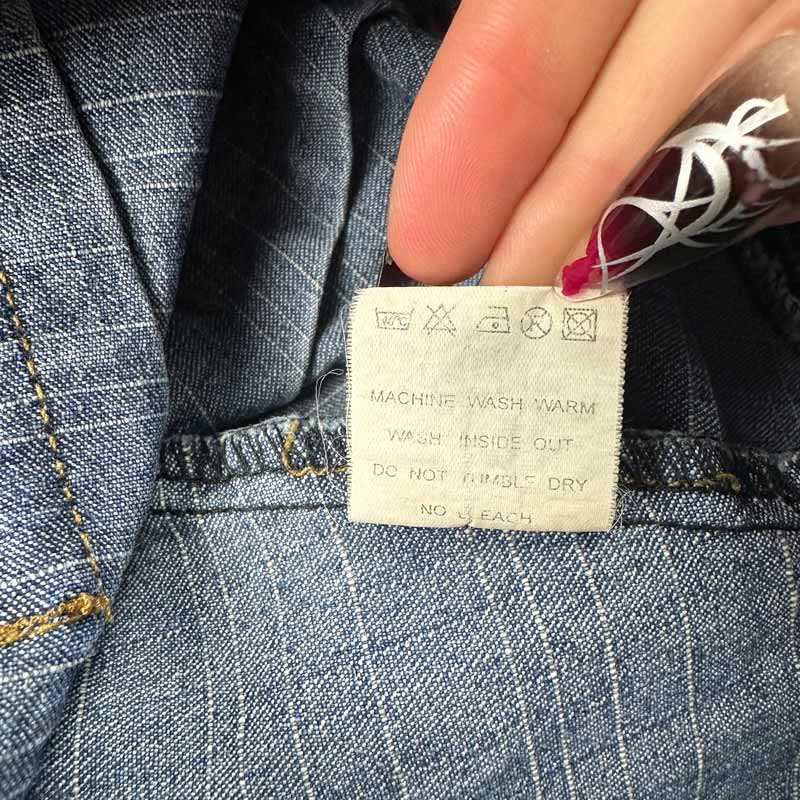 MACHINE WASH WARM
WASH INSIDE OUT
DO NOT TUMBLE DRY
NO BLEACH